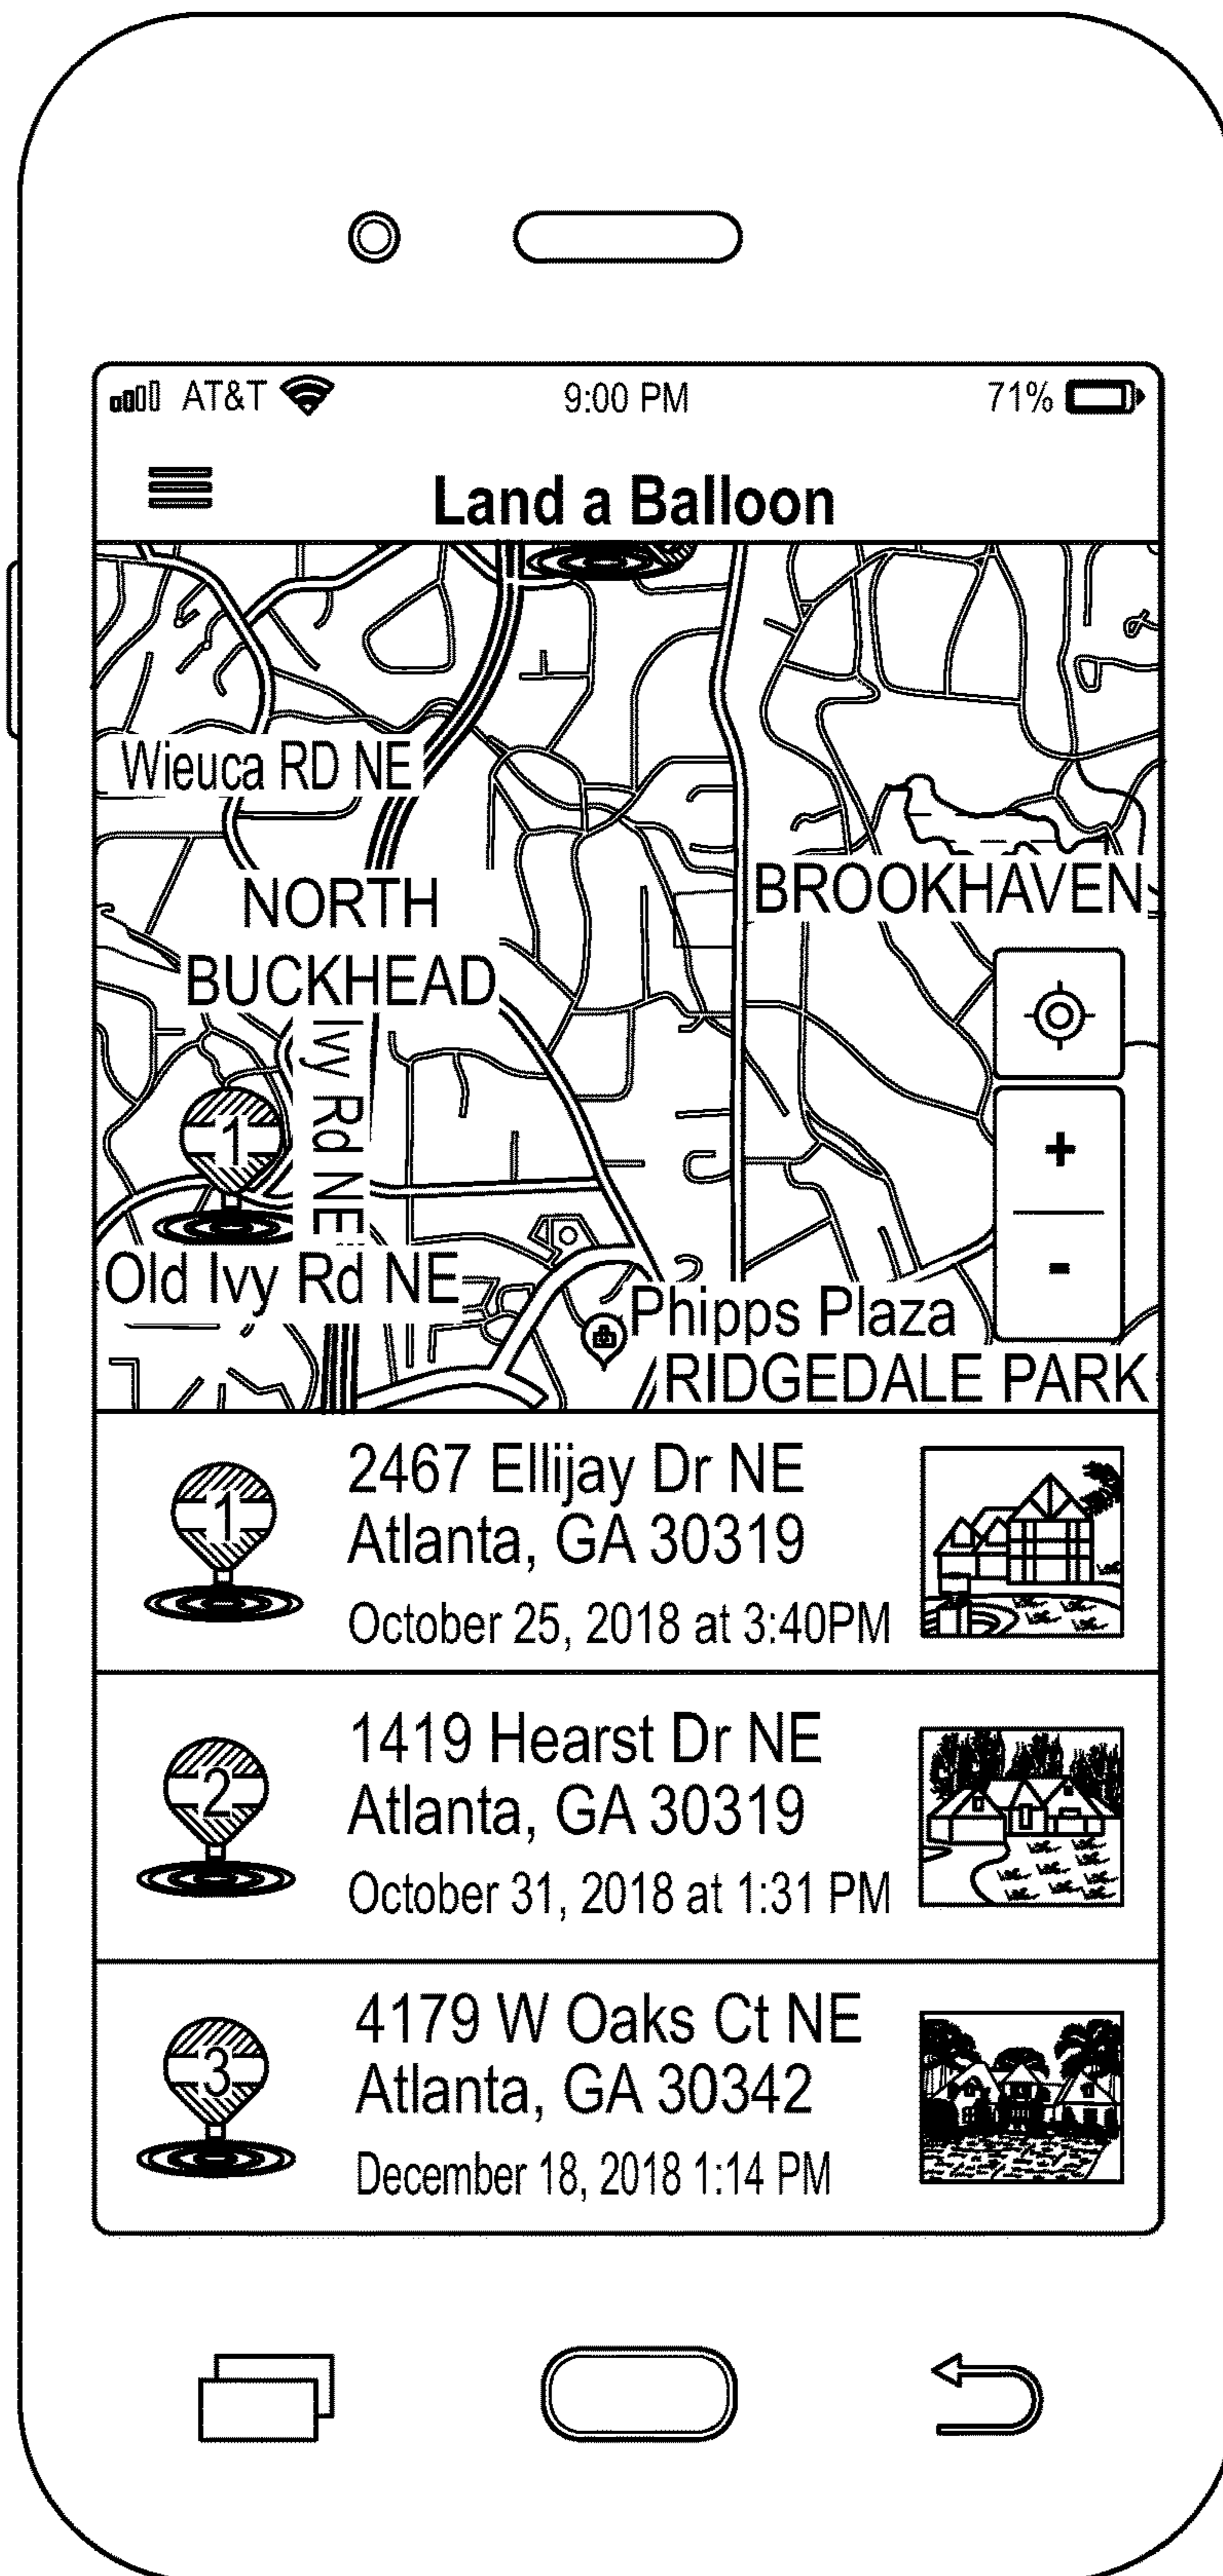 AT&T 9:00 PM 71%
Land a Balloon
Wieuca RD NE
NORTH
BUCKHEAD
BROOKHAVEN
Ivy Rd NE
1
+
-
Old Ivy Rd NE
Phipps Plaza
RIDGEDALE PARK
1
2467 Ellijay Dr NE
Atlanta, GA 30319
October 25, 2018 at 3:40PM
2
1419 Hearst Dr NE
Atlanta, GA 30319
October 31, 2018 at 1:31 PM
3
4179 W Oaks Ct NE
Atlanta, GA 30342
December 18, 2018 1:14 PM